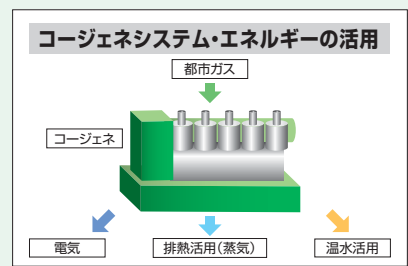 コージェネシステム・エネルギーの活用
都市ガス
コージェネ
電気
排熱活用(蒸気)
温水活用